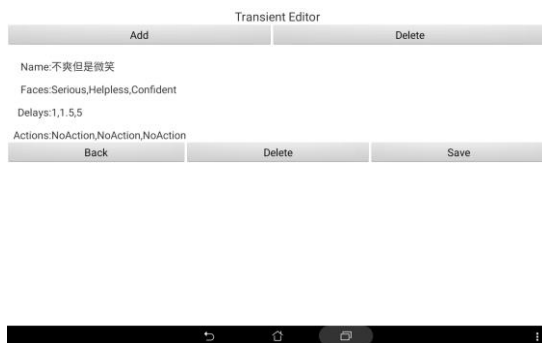 Transient Editor
Add Delete
Name:不爽但是微笑
Faces:Serious,Helpless,Confident
Delays:1,1.5,5
Actions:NoAction,NoAction,NoAction
Back Delete Save